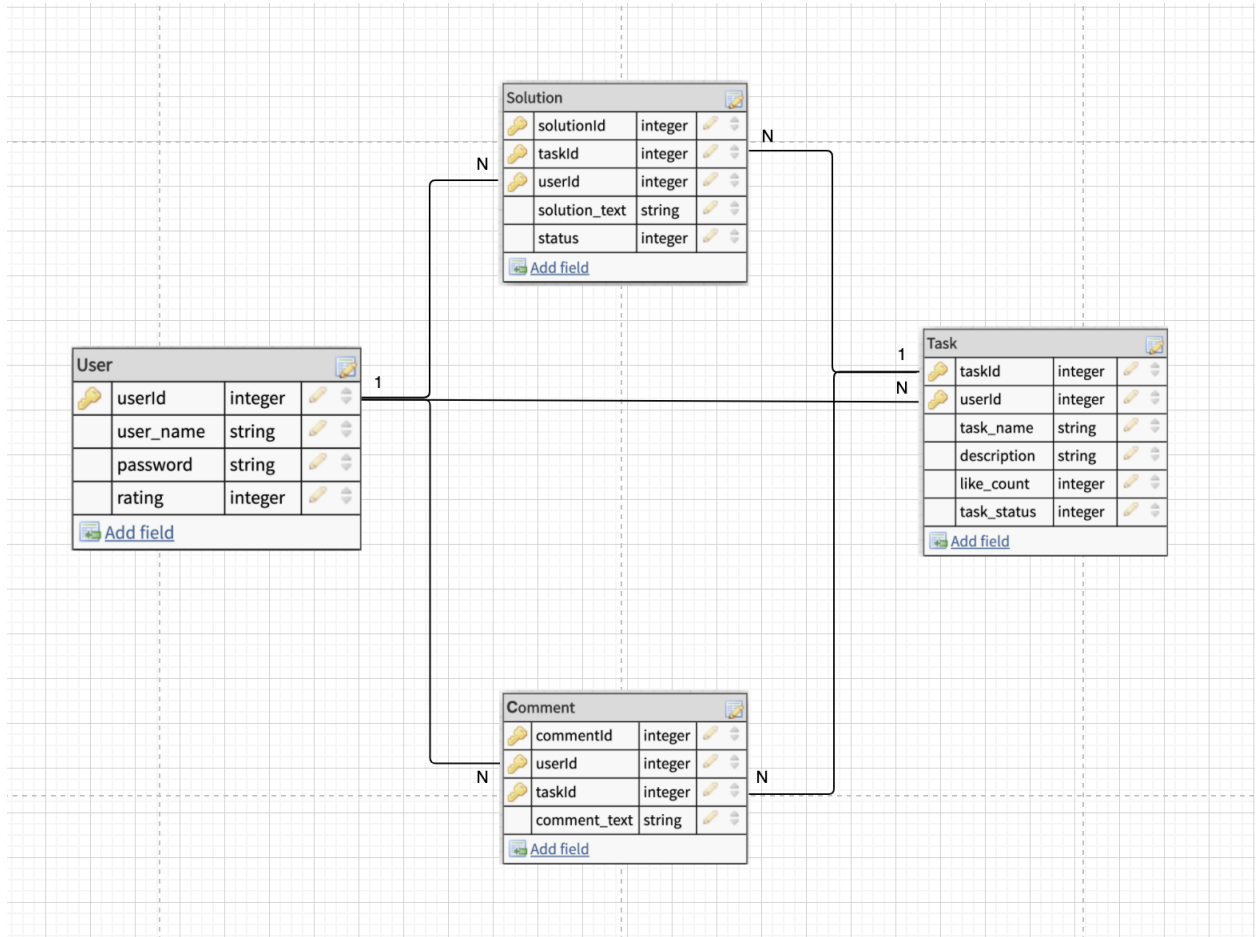 Solution
solutionId integer
taskId integer
userId integer
solution_text string
status integer
Add field
N
N
User
userId integer
user_name string
password string
rating integer
Add field
1
1
N
Task
taskId integer
userId integer
task_name string
description string
like_count integer
task_status integer
Add field
Comment
commentId integer
userId integer
taskId integer
comment_text string
Add field
N
N